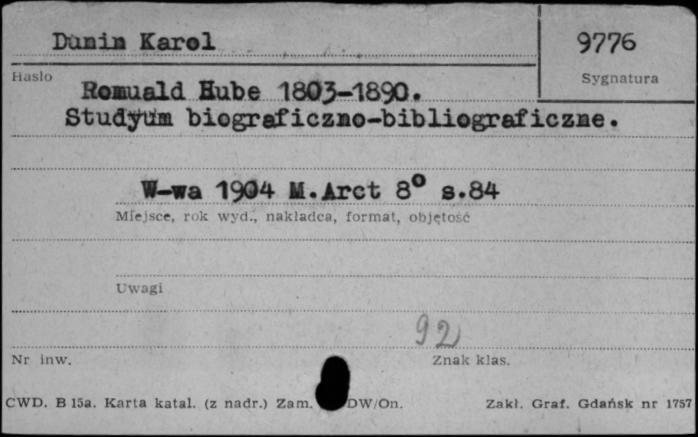 Dunin Karol
9776
Hasło
Sygnatura
Romuald Hube 1803-1890.
Studyum biograficzno-bibliograficzne.
W-wa 1904 M.Arct 8° s.84
Miejsce, rok wyd., nakładca, format, objętość
Uwagi
92
Nr inw.
Znak klas.
CWD. B 15a. Karta katal. (z nadr.) Zam. DW/On.
Zakł. Graf. Gdańsk nr 1757